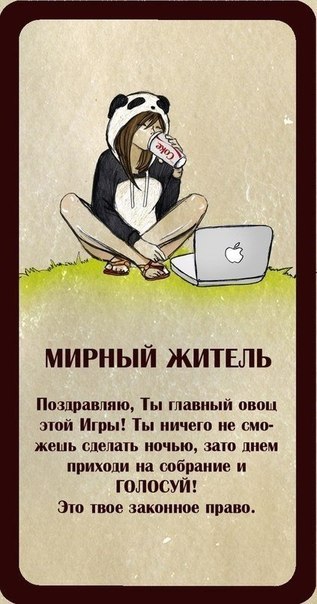 Coke
МИРНЫЙ ЖИТЕЛЬ
Поздравляю, Ты главный овощ
этой Игры! Ты ничего не смо-
жешь сделать ночью, зато днем
приходи на собрание и
ГОЛОСУЙ!
Это твое законное право.